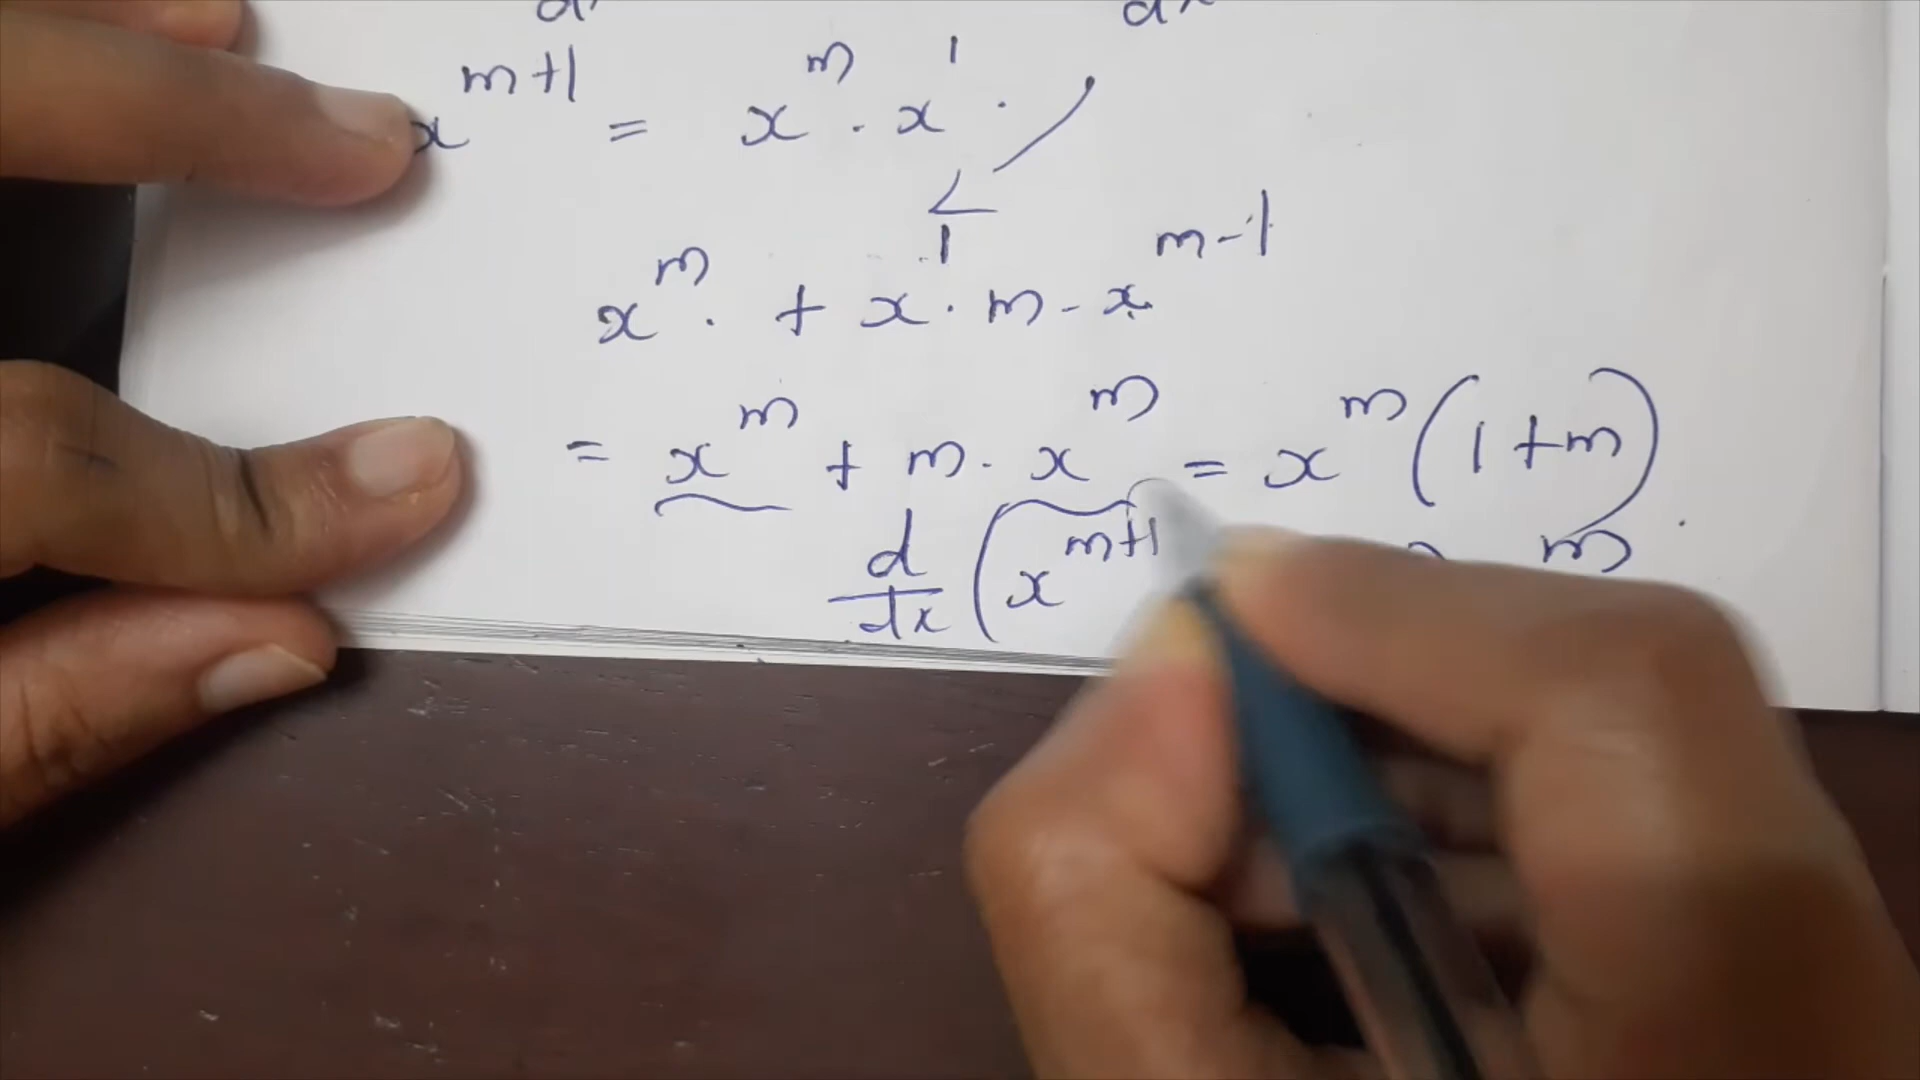 x^{m+1} = x^m . x^1 .
x^m . + x^1 . m . x^{m-1}
= x^m + m . x^m = x^m (1+m)
d/dx (x^{m+1} m